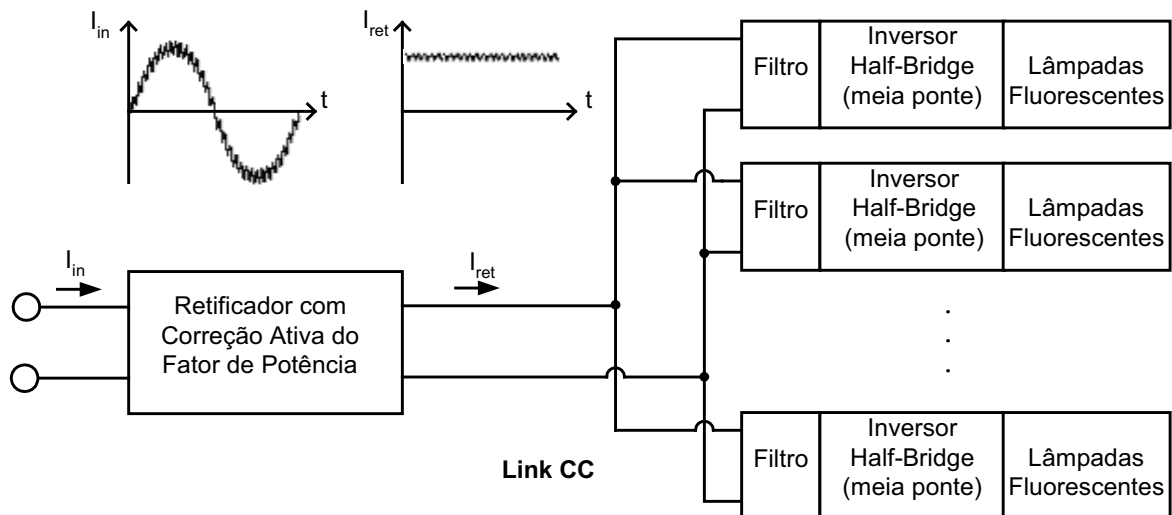 I_in
t
I_ret
t
Filtro
Inversor
Half-Bridge
(meia ponte)
Lâmpadas
Fluorescentes
Filtro
Inversor
Half-Bridge
(meia ponte)
Lâmpadas
Fluorescentes
I_in
Retificador com
Correção Ativa do
Fator de Potência
I_ret
Link CC
Filtro
Inversor
Half-Bridge
(meia ponte)
Lâmpadas
Fluorescentes